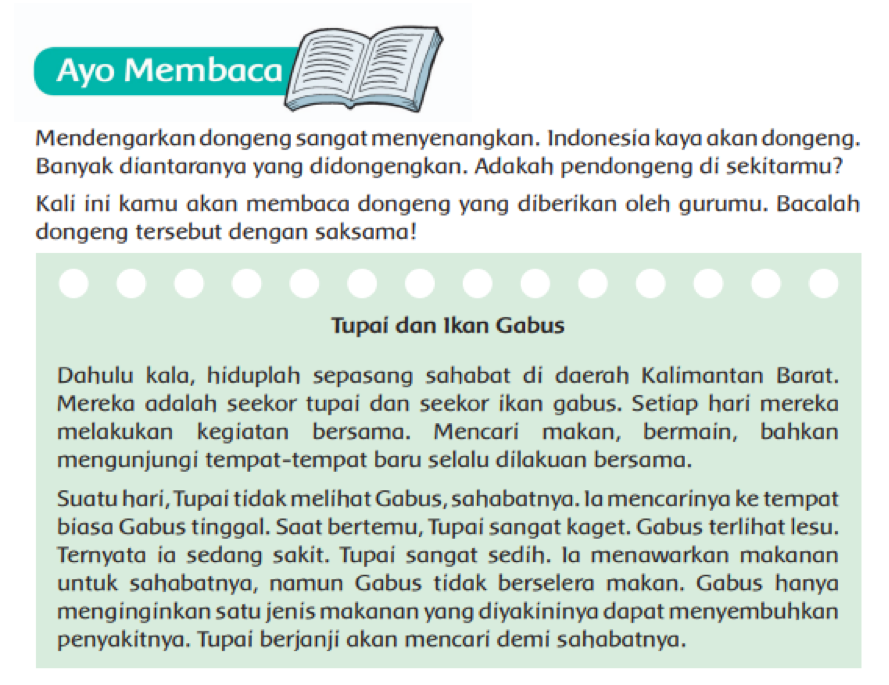 Ayo Membaca
Mendengarkan dongeng sangat menyenangkan. Indonesia kaya akan dongeng.
Banyak diantaranya yang didongengkan. Adakah pendongeng di sekitarmu?
Kali ini kamu akan membaca dongeng yang diberikan oleh gurumu. Bacalah
dongeng tersebut dengan saksama!
Tupai dan Ikan Gabus
Dahulu kala, hiduplah sepasang sahabat di daerah Kalimantan Barat.
Mereka adalah seekor tupai dan seekor ikan gabus. Setiap hari mereka
melakukan kegiatan bersama. Mencari makan, bermain, bahkan
mengunjungi tempat-tempat baru selalu dilakuan bersama.
Suatu hari, Tupai tidak melihat Gabus, sahabatnya. Ia mencarinya ke tempat
biasa Gabus tinggal. Saat bertemu, Tupai sangat kaget. Gabus terlihat lesu.
Ternyata ia sedang sakit. Tupai sangat sedih. Ia menawarkan makanan
untuk sahabatnya, namun Gabus tidak berselera makan. Gabus hanya
menginginkan satu jenis makanan yang diyakininya dapat menyembuhkan
penyakitnya. Tupai berjanji akan mencari demi sahabatnya.